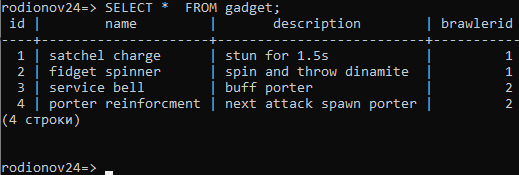 rodionov24=> SELECT *  FROM gadget;
 id |        name        |       description        | brawlerid
----+--------------------+--------------------------+-----------
  1 | satchel charge     | stun for 1.5s            |         1
  2 | fidget spinner     | spin and throw dinamite  |         1
  3 | service bell       | buff porter              |         2
  4 | porter reinforcment | next attack spawn porter |         2
(4 строки)
rodionov24=>